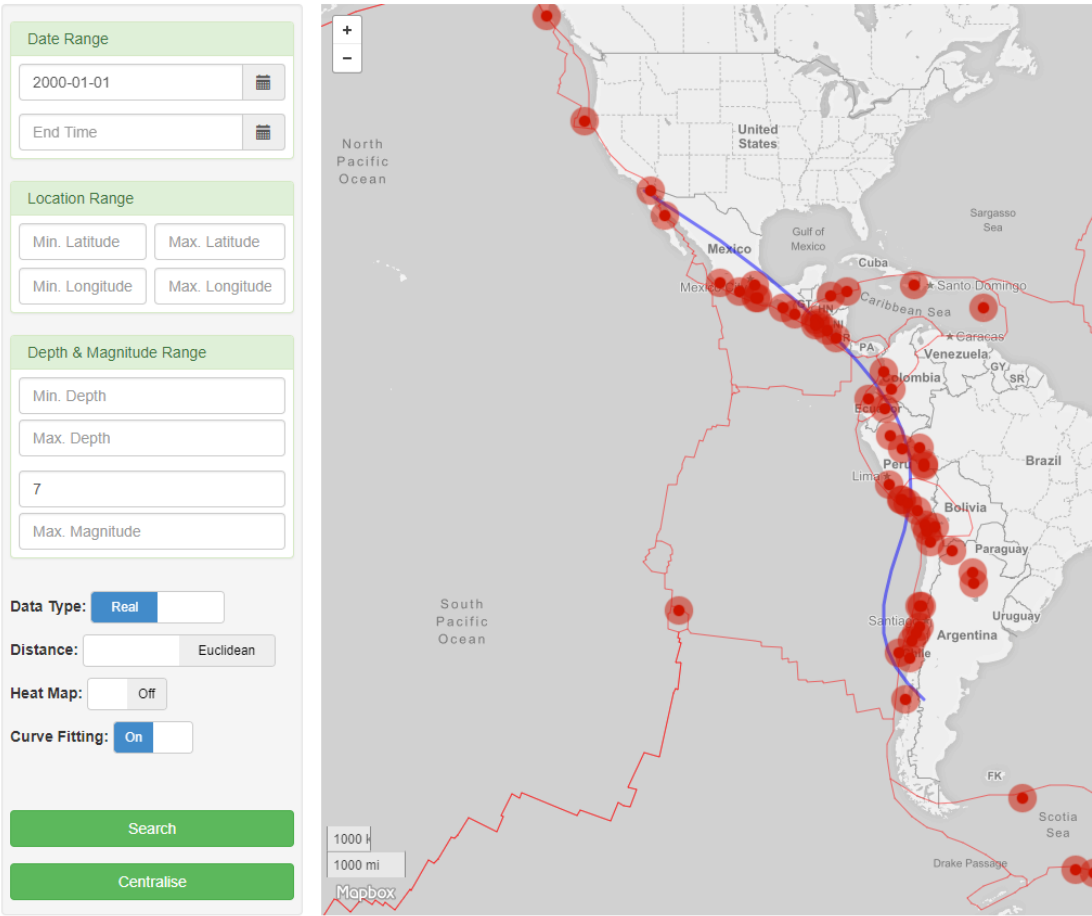 Date Range
2000-01-01
End Time
Location Range
Min. Latitude
Max. Latitude
Min. Longitude
Max. Longitude
Depth & Magnitude Range
Min. Depth
Max. Depth
7
Max. Magnitude
Data Type: Real
Distance: Euclidean
Heat Map: Off
Curve Fitting: On
Search
Centralise
+
−
North
Pacific
Ocean
United
States
Sargasso
Sea
Gulf of
Mexico
Mexico
Cuba
Santo Domingo
Caribbean Sea
GT
HN
NI
PA
Caracas
Venezuela
GY
SR
Colombia
Ecuador
Peru
Lima
Brazil
Bolivia
Paraguay
South
Pacific
Ocean
Uruguay
Argentina
FK
Scotia
Sea
Drake Passage
1000 k
1000 mi
Mapbox